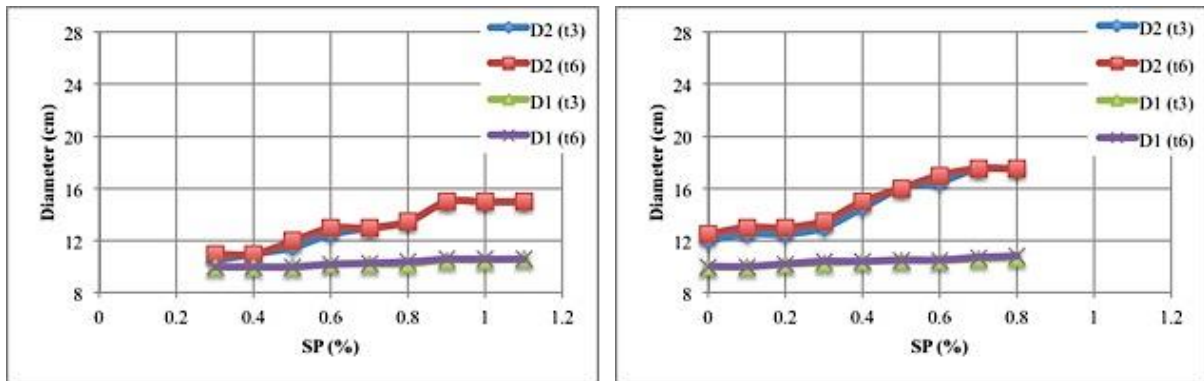 28
24
20
16
12
8
Diameter (cm)
0
0.2
0.4
0.6
0.8
1
1.2
SP (%)
D2 (t3)
D2 (t6)
D1 (t3)
D1 (t6)
28
24
20
16
12
8
Diameter (cm)
0
0.2
0.4
0.6
0.8
1
1.2
SP (%)
D2 (t3)
D2 (t6)
D1 (t3)
D1 (t6)